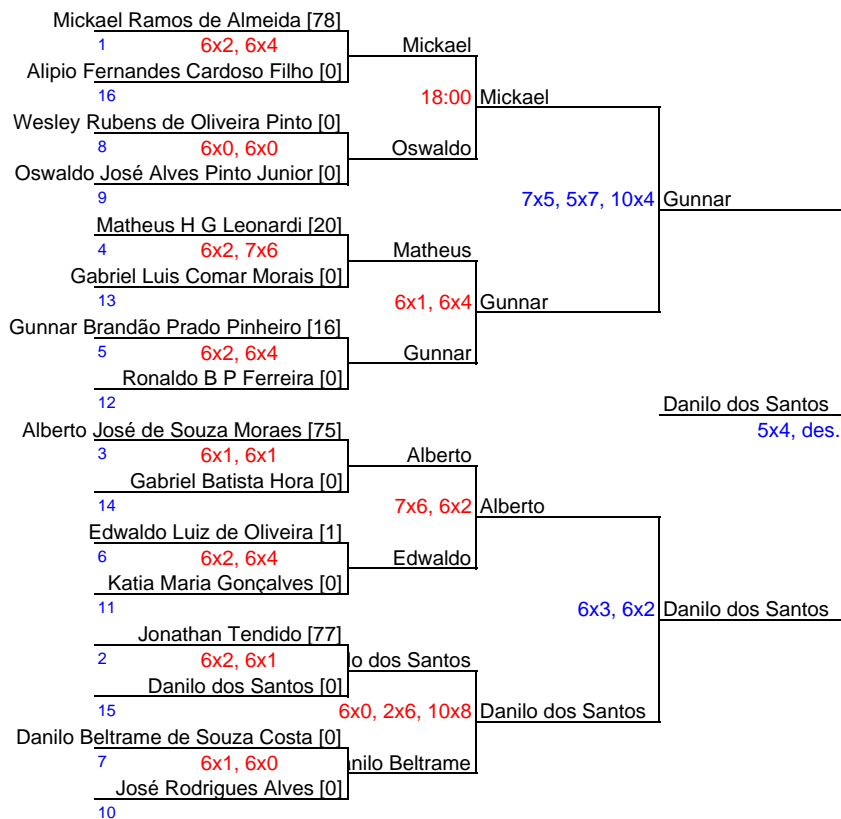 Mickael Ramos de Almeida [78]
1 6x2, 6x4 Mickael
Alipio Fernandes Cardoso Filho [0]
16 18:00 Mickael
Wesley Rubens de Oliveira Pinto [0]
8 6x0, 6x0 Oswaldo
Oswaldo José Alves Pinto Junior [0]
9 7x5, 5x7, 10x4 Gunnar
Matheus H G Leonardi [20]
4 6x2, 7x6 Matheus
Gabriel Luis Comar Morais [0]
13 6x1, 6x4 Gunnar
Gunnar Brandão Prado Pinheiro [16]
5 6x2, 6x4 Gunnar
Ronaldo B P Ferreira [0]
12 Danilo dos Santos
5x4, des.
Alberto José de Souza Moraes [75]
3 6x1, 6x1 Alberto
Gabriel Batista Hora [0]
14 7x6, 6x2 Alberto
Edwaldo Luiz de Oliveira [1]
6 6x2, 6x4 Edwaldo
Katia Maria Gonçalves [0]
11 6x3, 6x2 Danilo dos Santos
Jonathan Tendido [77]
2 6x2, 6x1 lo dos Santos
Danilo dos Santos [0]
15 6x0, 2x6, 10x8 Danilo dos Santos
Danilo Beltrame de Souza Costa [0]
7 6x1, 6x0 nilo Beltrame
José Rodrigues Alves [0]
10